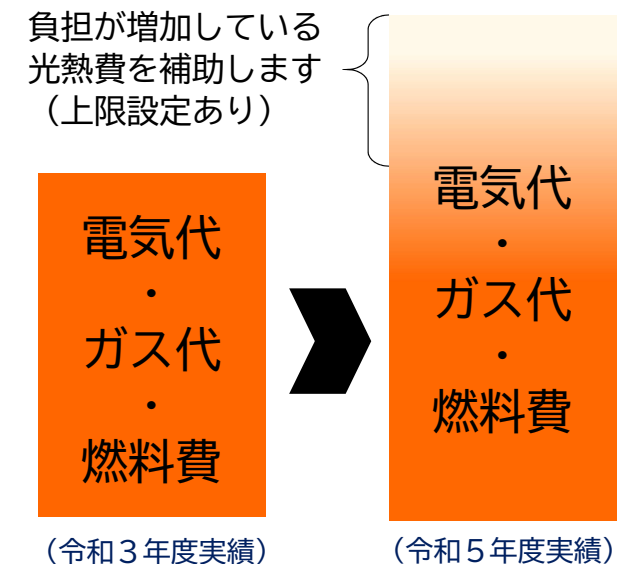 負担が増加している
光熱費を補助します
（上限設定あり）
電気代
・
ガス代
・
燃料費
（令和３年度実績）
電気代
・
ガス代
・
燃料費
（令和５年度実績）